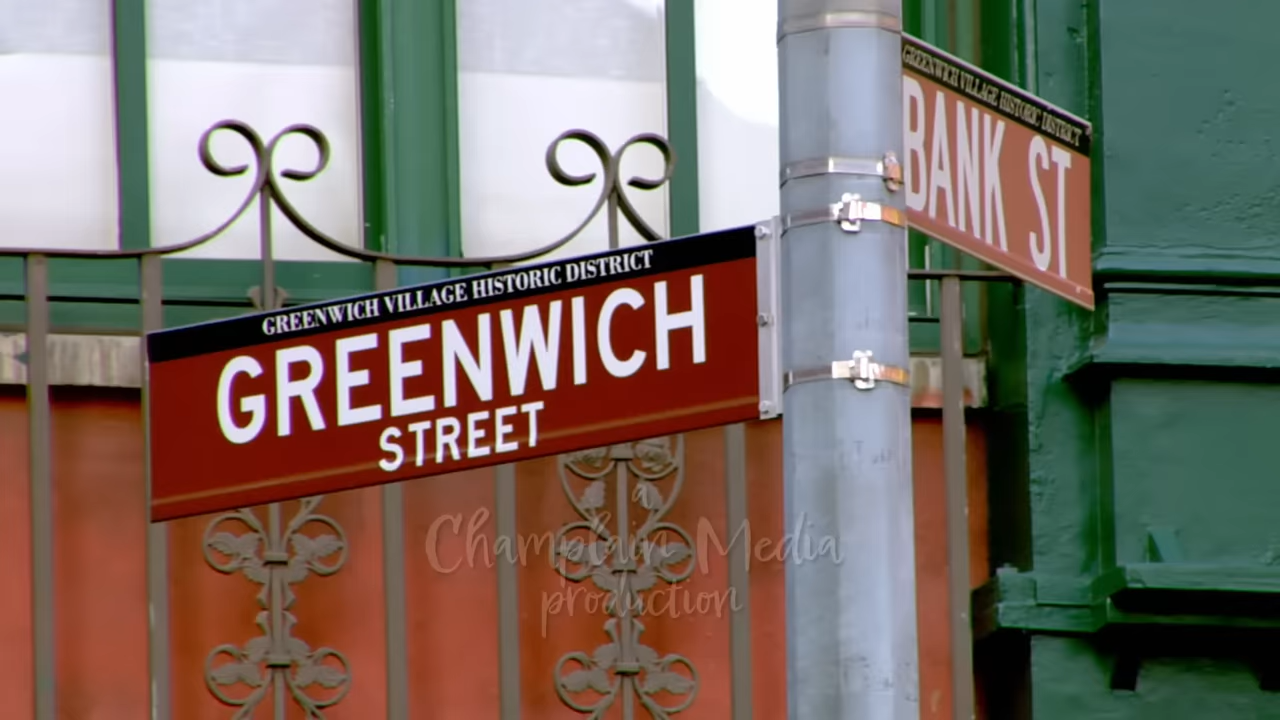 GREENWICH VILLAGE HISTORIC DISTRICT
GREENWICH
STREET
GREENWICH VILLAGE HISTORIC DISTRICT
BANK ST
a
Champlain Media
production